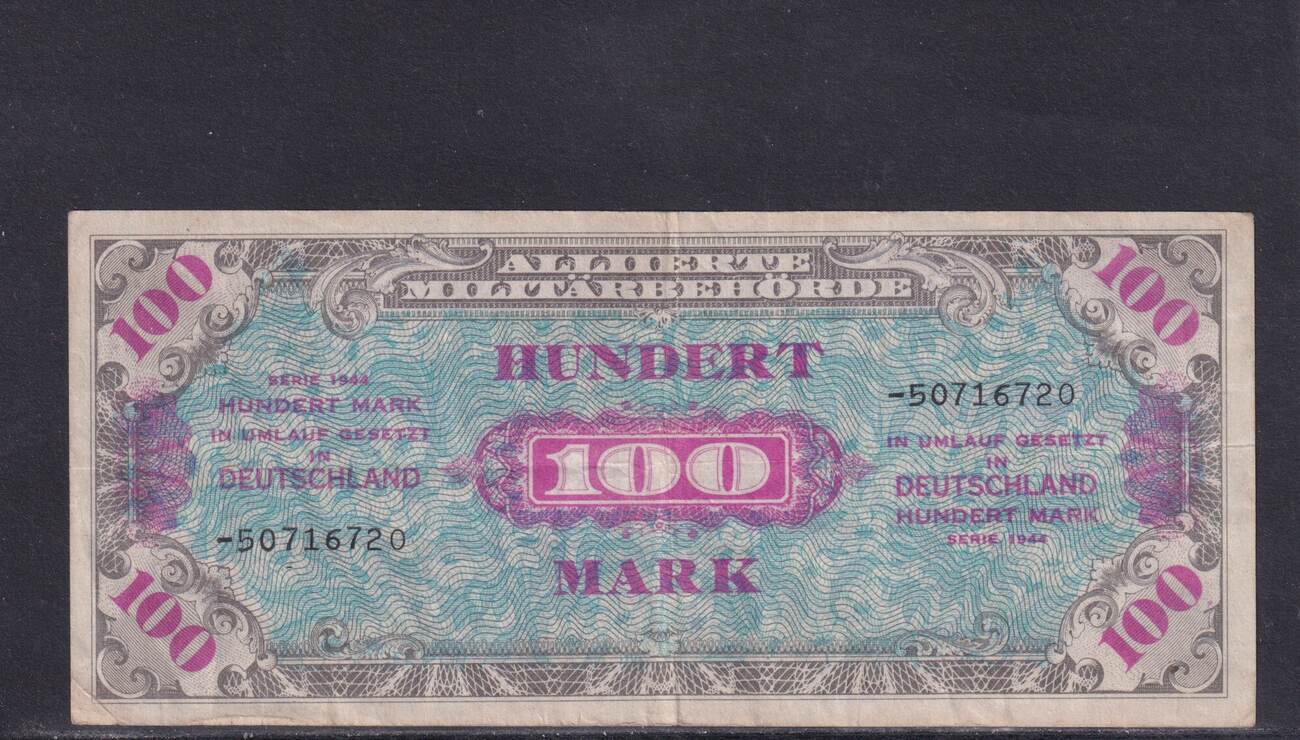 ALLIIERTE
MILITÄRBEHÖRDE
100
100
HUNDERT
SERIE 1944
HUNDERT MARK
IN UMLAUF GESETZT
IN
DEUTSCHLAND
-50716720
100
-50716720
IN UMLAUF GESETZT
IN
DEUTSCHLAND
HUNDERT MARK
SERIE 1944
MARK
100
100